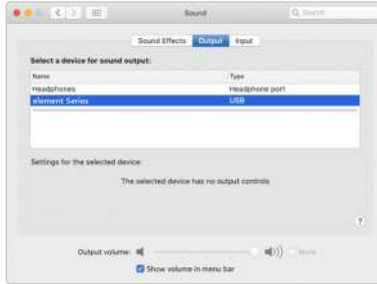 Sound
Search
Sound Effects Output Input
Select a device for sound output:
Name Type
Headphones Headphone port
element Series USB
Settings for the selected device:
The selected device has no output controls
?
Output volume: Mute
Show volume in menu bar